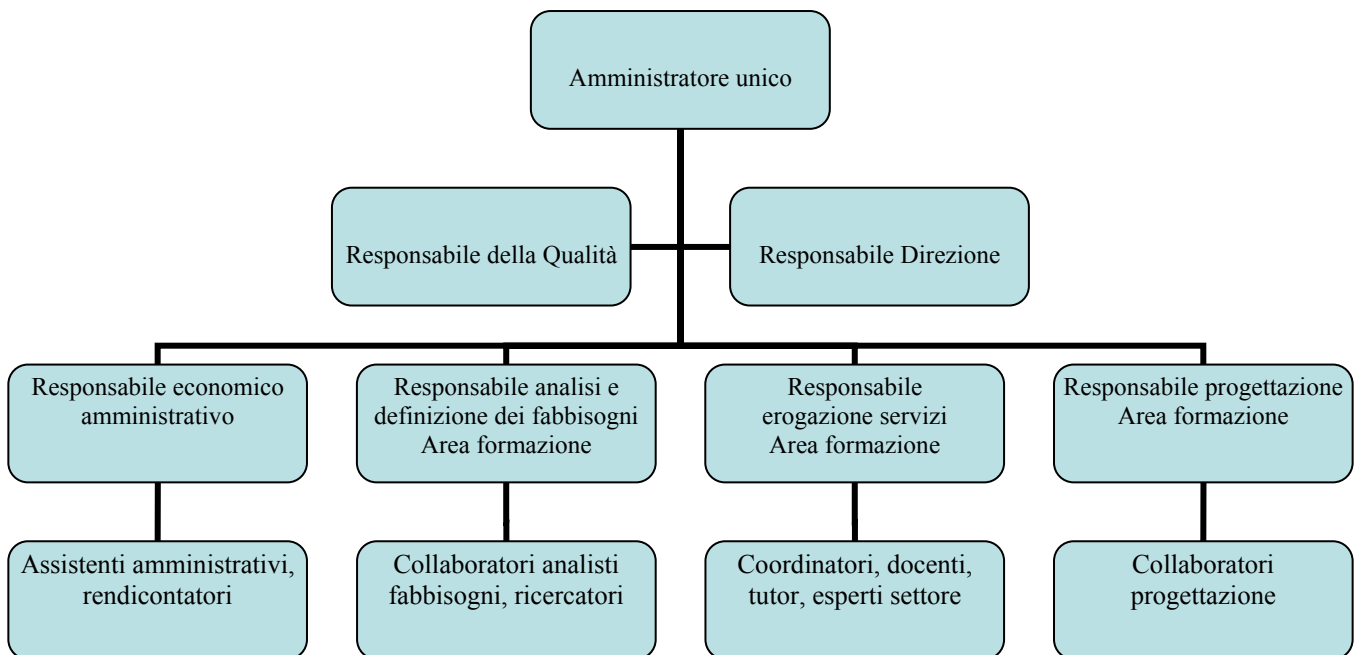 Amministratore unico
Responsabile della Qualità
Responsabile Direzione
Responsabile economico
amministrativo
Responsabile analisi e
definizione dei fabbisogni
Area formazione
Responsabile
erogazione servizi
Area formazione
Responsabile progettazione
Area formazione
Assistenti amministrativi,
rendicontatori
Collaboratori analisti
fabbisogni, ricercatori
Coordinatori, docenti,
tutor, esperti settore
Collaboratori
progettazione